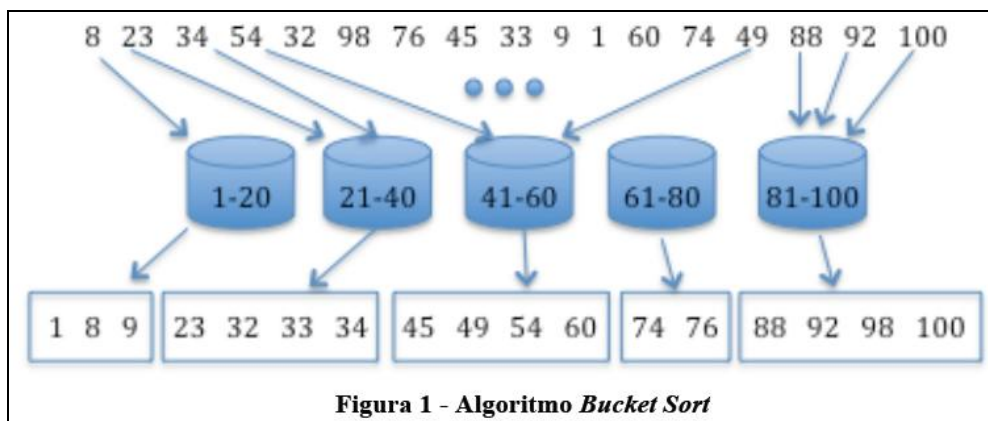 8 23 34 54 32 98 76 45 33 9 1 60 74 49 88 92 100
1-20 21-40 41-60 61-80 81-100
1 8 9 23 32 33 34 45 49 54 60 74 76 88 92 98 100
Figura 1 - Algoritmo Bucket Sort